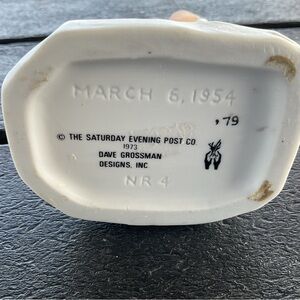 MARCH 6, 1954
'79
© THE SATURDAY EVENING POST CO
1973
DAVE GROSSMAN
DESIGNS, INC
NR 4